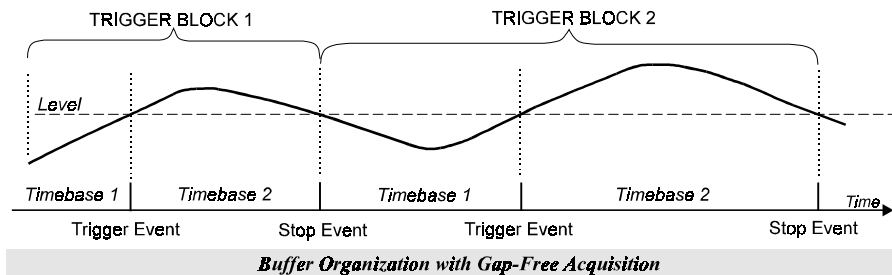 TRIGGER BLOCK 1 TRIGGER BLOCK 2
Level
Timebase 1 Timebase 2 Timebase 1 Timebase 2 Time
Trigger Event Stop Event Trigger Event Stop Event
Buffer Organization with Gap-Free Acquisition